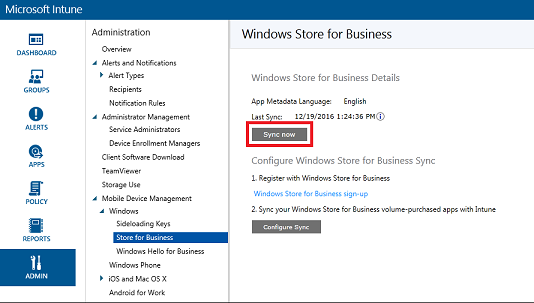 Microsoft Intune
DASHBOARD
GROUPS
ALERTS
APPS
POLICY
REPORTS
ADMIN
Administration
Overview
Alerts and Notifications
Alert Types
Recipients
Notification Rules
Administrator Management
Service Administrators
Device Enrollment Managers
Client Software Download
TeamViewer
Storage Use
Mobile Device Management
Windows
Sideloading Keys
Store for Business
Windows Hello for Business
Windows Phone
iOS and Mac OS X
Android for Work
Windows Store for Business
Windows Store for Business Details
App Metadata Language: English
Last Sync: 12/19/2016 1:24:36 PM
Sync now
Configure Windows Store for Business Sync
1. Register with Windows Store for Business
Windows Store for Business sign-up
2. Sync your Windows Store for Business volume-purchased apps with Intune
Configure Sync